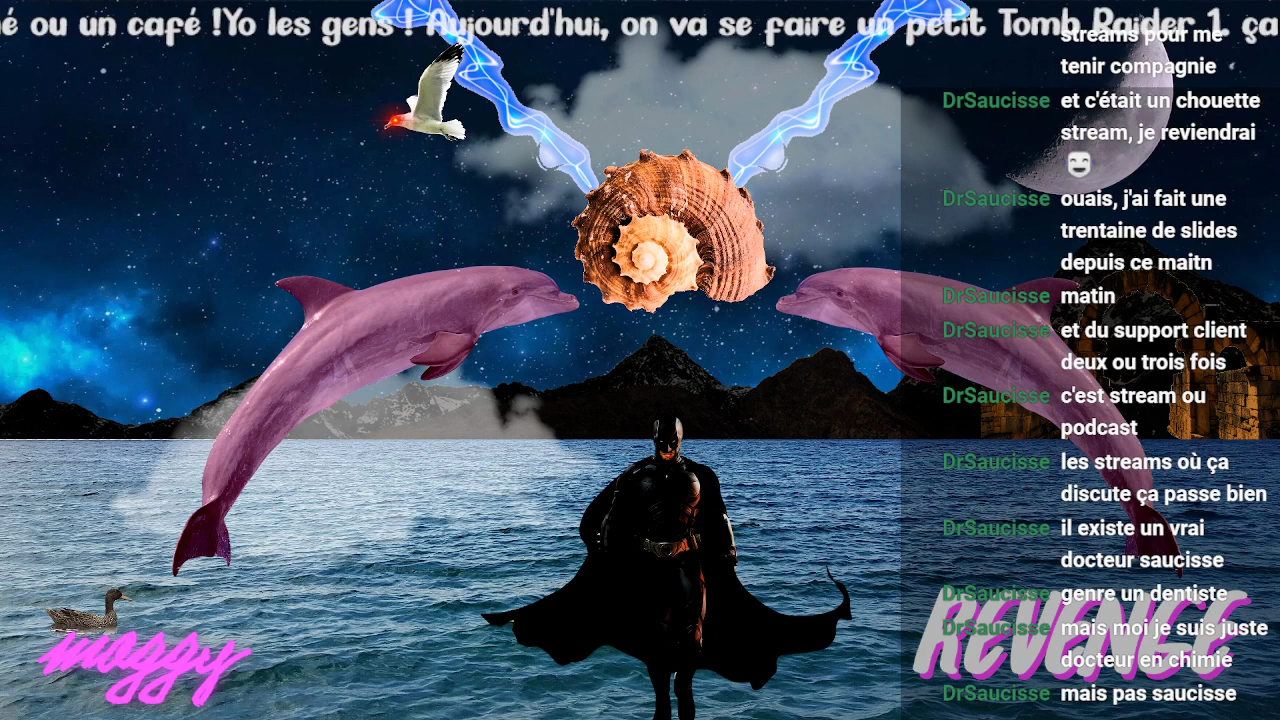 é ou un café !Yo les gens ! Aujourd'hui, on va se faire un petit Tomb Raider 1, ça
streams pour me
tenir compagnie
DrSaucisse et c'était un chouette
stream, je reviendrai
DrSaucisse ouais, j'ai fait une
trentaine de slides
depuis ce maitn
DrSaucisse matin
DrSaucisse et du support client
deux ou trois fois
DrSaucisse c'est stream ou
podcast
DrSaucisse les streams où ça
discute ça passe bien
DrSaucisse il existe un vrai
docteur saucisse
DrSaucisse genre un dentiste
DrSaucisse mais moi je suis juste
docteur en chimie
DrSaucisse mais pas saucisse
moggy
REVENGE